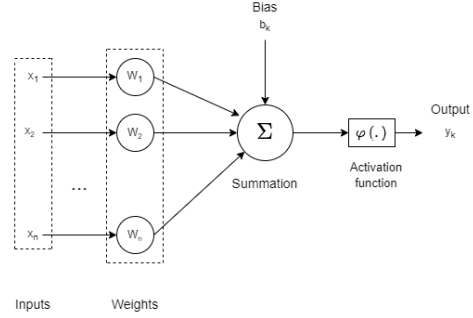 Bias
bₖ
x₁
W₁
Output
x₂
W₂
Σ
φ(.)
yₖ
Summation
Activation
function
...
xₙ
Wₙ
Inputs
Weights